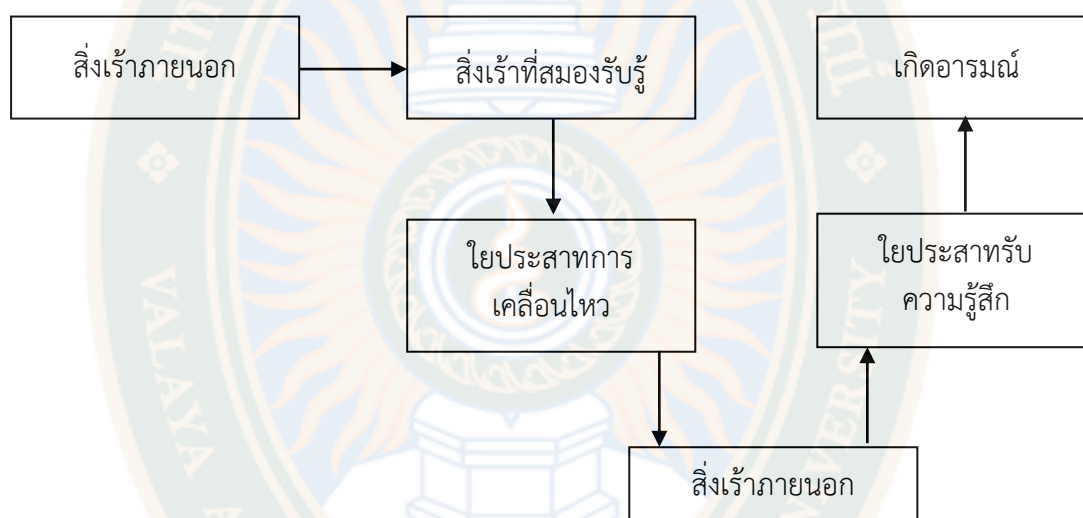 สิ่งเร้าภายนอก
สิ่งเร้าที่สมองรับรู้
เกิดอารมณ์
ใยประสาทการ
เคลื่อนไหว
ใยประสาทรับ
ความรู้สึก
สิ่งเร้าภายนอก
VALAYA
UNIVERSITY